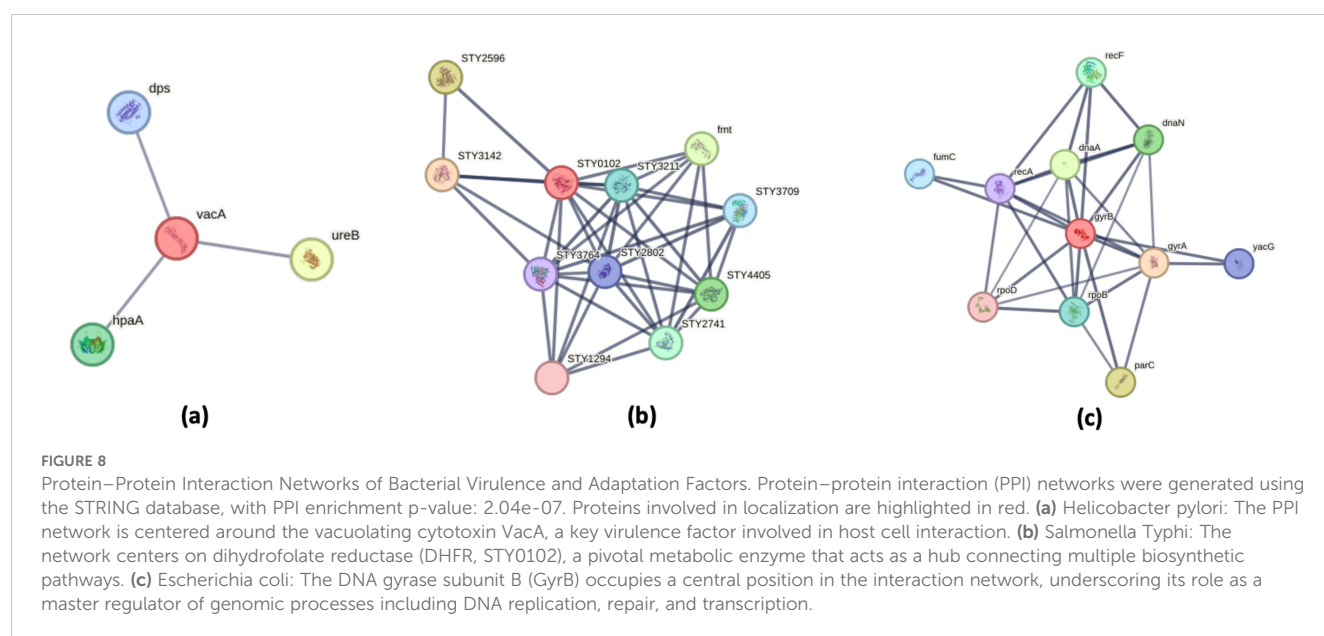 dps
vacA
ureB
hpaA
(a)
STY2596
fmt
STY3142
STY0102
STY3211
STY3709
STY3764
STY2802
STY4405
STY2741
STY1294
(b)
recF
dnaN
dnaA
fumC
recA
gyrB
gyrA
yacG
rpoD
rpoB
parC
(c)
FIGURE 8
Protein–Protein Interaction Networks of Bacterial Virulence and Adaptation Factors. Protein–protein interaction (PPI) networks were generated using
the STRING database, with PPI enrichment p-value: 2.04e-07. Proteins involved in localization are highlighted in red. (a) Helicobacter pylori: The PPI
network is centered around the vacuolating cytotoxin VacA, a key virulence factor involved in host cell interaction. (b) Salmonella Typhi: The
network centers on dihydrofolate reductase (DHFR, STY0102), a pivotal metabolic enzyme that acts as a hub connecting multiple biosynthetic
pathways. (c) Escherichia coli: The DNA gyrase subunit B (GyrB) occupies a central position in the interaction network, underscoring its role as a
master regulator of genomic processes including DNA replication, repair, and transcription.